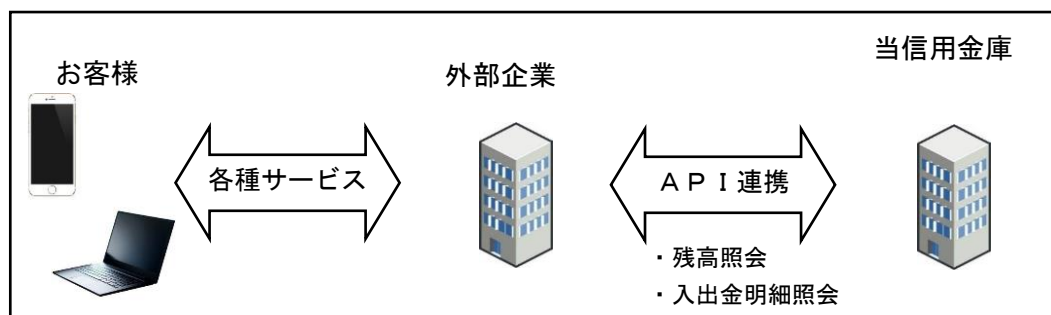 当信用金庫
お客様
外部企業
各種サービス
ＡＰＩ連携
・残高照会
・入出金明細照会